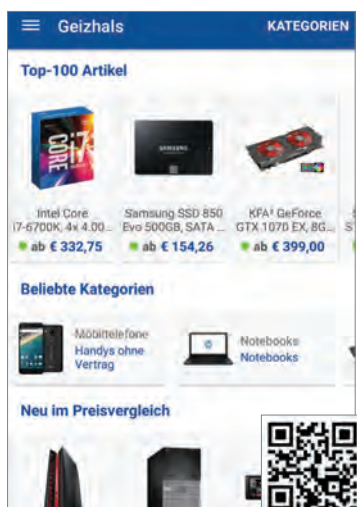 Geizhals KATEGORIEN
Top-100 Artikel
CORE i7
SAMSUNG
Intel Core
i7-6700K, 4x 4.00...
ab € 332,75
Samsung SSD 850
Evo 500GB, SATA ...
ab € 154,26
KFA² GeForce
GTX 1070 EX, 8G...
ab € 399,00
Beliebte Kategorien
Mobiltelefone
Handys ohne
Vertrag
Notebooks
Notebooks
Neu im Preisvergleich